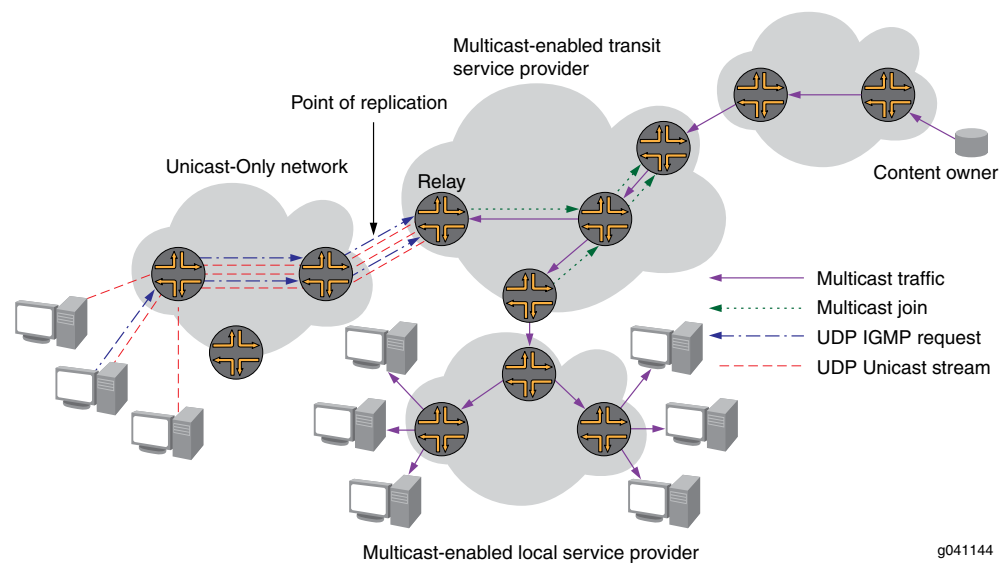 Multicast-enabled transit
service provider
Point of replication
Unicast-Only network
Relay
Content owner
Multicast traffic
Multicast join
UDP IGMP request
UDP Unicast stream
Multicast-enabled local service provider
g041144